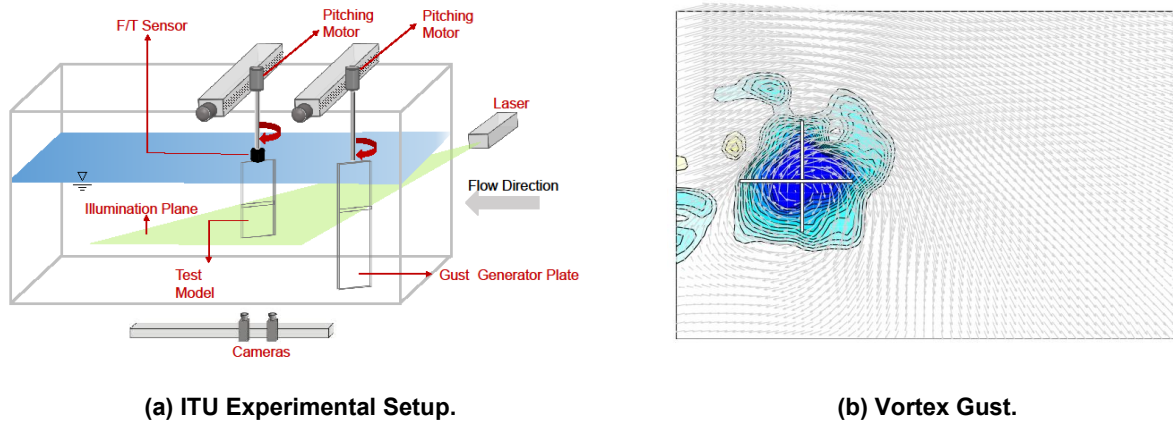 F/T Sensor
Pitching
Motor
Pitching
Motor
Laser
Flow Direction
Illumination Plane
Test
Model
Gust Generator Plate
Cameras
(a) ITU Experimental Setup.
(b) Vortex Gust.